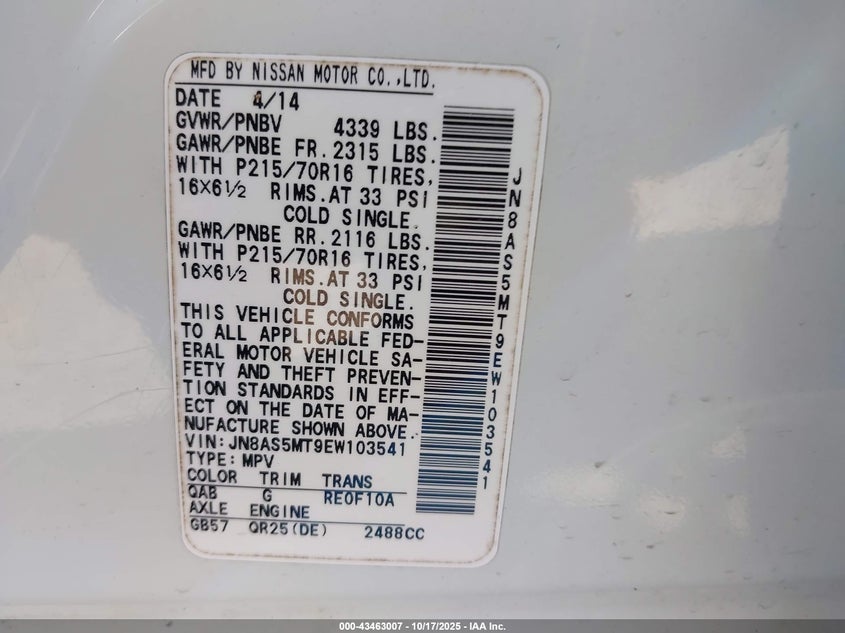 MFD BY NISSAN MOTOR CO.,LTD.
DATE 4/14
GVWR/PNBV 4339 LBS.
GAWR/PNBE FR. 2315 LBS.
WITH P215/70R16 TIRES,
16X6½ RIMS. AT 33 PSI
COLD SINGLE.
GAWR/PNBE RR. 2116 LBS.
WITH P215/70R16 TIRES,
16X6½ RIMS. AT 33 PSI
COLD SINGLE.
THIS VEHICLE CONFORMS
TO ALL APPLICABLE FED-
ERAL MOTOR VEHICLE SA-
FETY AND THEFT PREVEN-
TION STANDARDS IN EFF-
ECT ON THE DATE OF MA-
NUFACTURE SHOWN ABOVE.
VIN: JN8AS5MT9EW103541
TYPE: MPV
COLOR TRIM TRANS
QAB G RE0F10A
AXLE ENGINE
GB57 QR25(DE) 2488CC
JN8AS5MT9EW103541
000-43463007 - 10/17/2025 - IAA Inc.